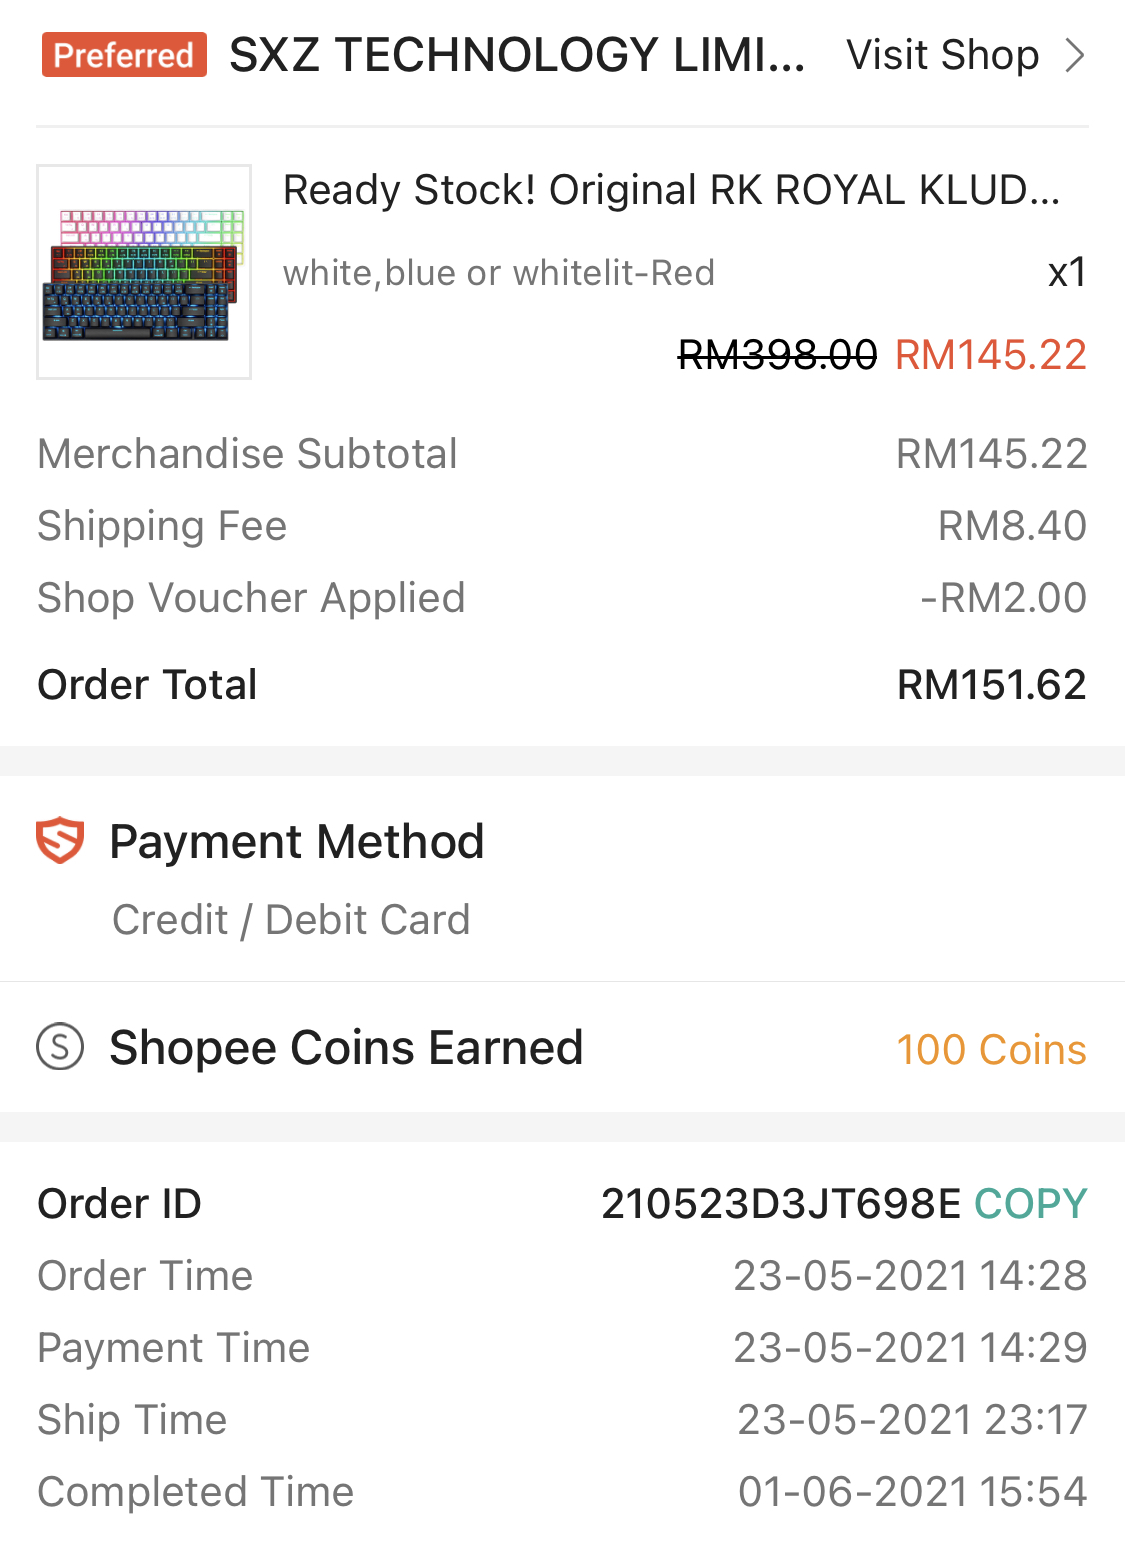 Preferred SXZ TECHNOLOGY LIMI... Visit Shop
Ready Stock! Original RK ROYAL KLUD...
white,blue or whitelit-Red x1
RM398.00 RM145.22
Merchandise Subtotal RM145.22
Shipping Fee RM8.40
Shop Voucher Applied -RM2.00
Order Total RM151.62
Payment Method
Credit / Debit Card
S Shopee Coins Earned 100 Coins
Order ID 210523D3JT698E COPY
Order Time 23-05-2021 14:28
Payment Time 23-05-2021 14:29
Ship Time 23-05-2021 23:17
Completed Time 01-06-2021 15:54